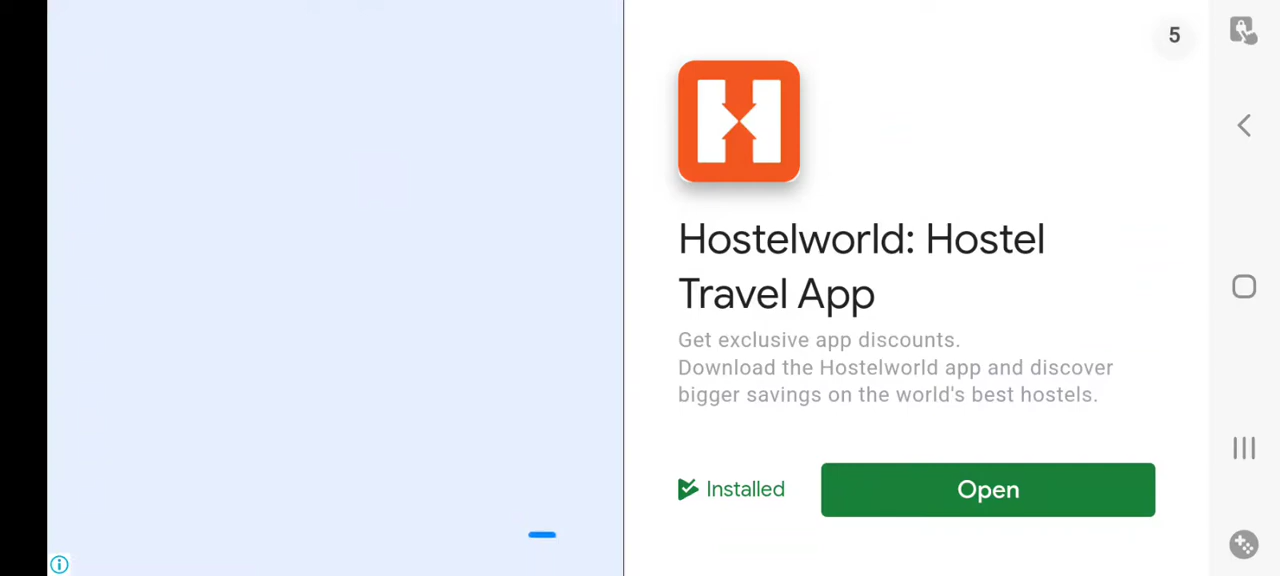 5
Hostelworld: Hostel
Travel App
Get exclusive app discounts.
Download the Hostelworld app and discover
bigger savings on the world's best hostels.
Installed
Open